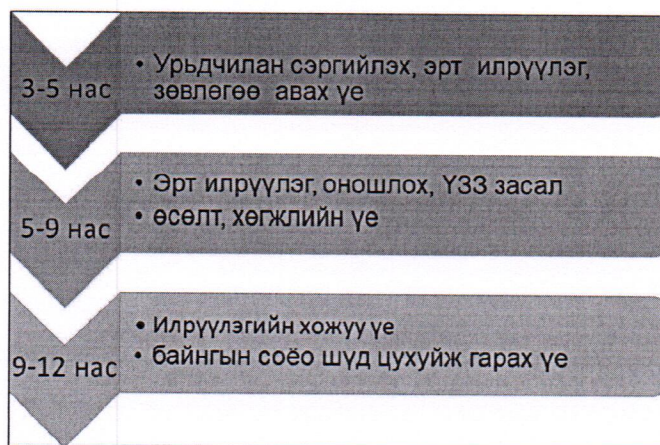 3-5 нас
• Урьдчилан сэргийлэх, эрт илрүүлэг,
зөвлөгөө авах үе
5-9 нас
• Эрт илрүүлэг, оношлох, ҮЗЗ засал
• өсөлт, хөгжлийн үе
9-12 нас
• Илрүүлэгийн хожуу үе
• байнгын соёо шүд цухуйж гарах үе